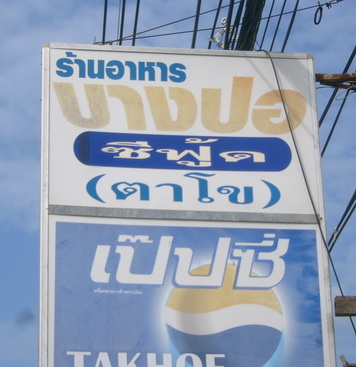 ร้านอาหาร
บางปอ
ซีฟู้ด
(ตาโข)
เป๊ปซี่
TAKHOE